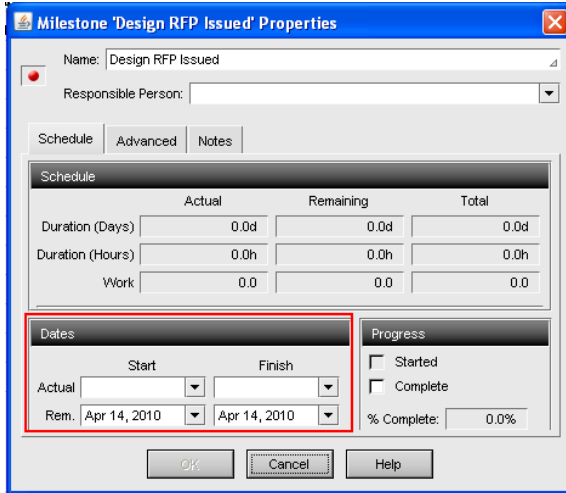 Milestone 'Design RFP Issued' Properties
Name: Design RFP Issued
Responsible Person:
Schedule Advanced Notes
Schedule
Actual Remaining Total
Duration (Days) 0.0d 0.0d 0.0d
Duration (Hours) 0.0h 0.0h 0.0h
Work 0.0 0.0 0.0
Dates Progress
Start Finish Started
Actual Complete
Rem. Apr 14, 2010 Apr 14, 2010 % Complete: 0.0%
OK Cancel Help